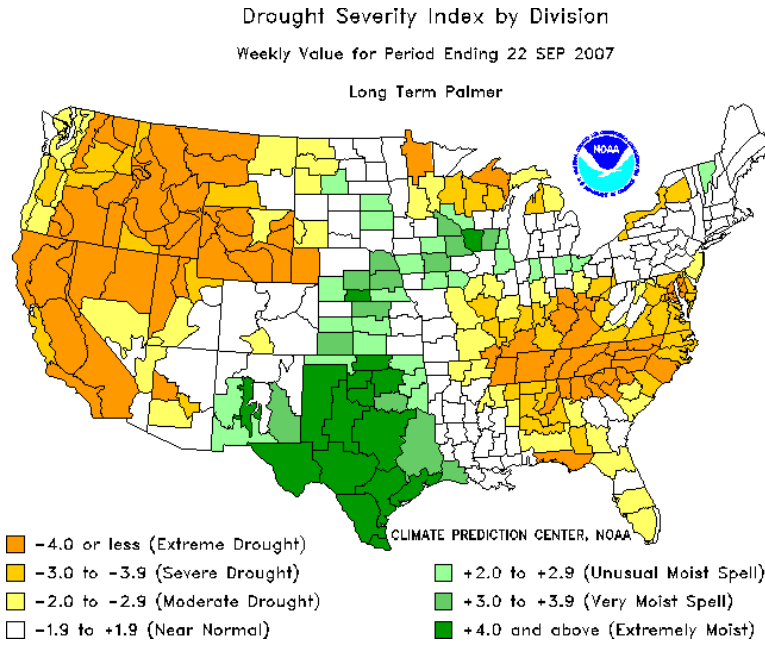 Drought Severity Index by Division
Weekly Value for Period Ending 22 SEP 2007
Long Term Palmer
NOAA
CLIMATE PREDICTION CENTER, NOAA
-4.0 or less (Extreme Drought)
-3.0 to -3.9 (Severe Drought)
-2.0 to -2.9 (Moderate Drought)
-1.9 to +1.9 (Near Normal)
+2.0 to +2.9 (Unusual Moist Spell)
+3.0 to +3.9 (Very Moist Spell)
+4.0 and above (Extremely Moist)